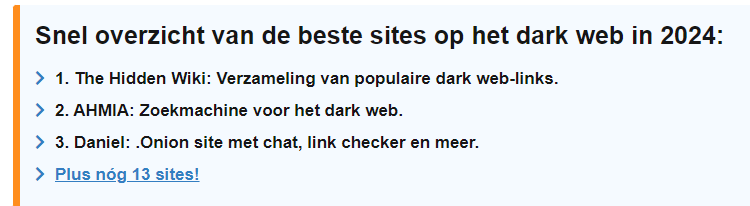 Snel overzicht van de beste sites op het dark web in 2024:
1. The Hidden Wiki: Verzameling van populaire dark web-links.
2. AHMIA: Zoekmachine voor het dark web.
3. Daniel: .Onion site met chat, link checker en meer.
Plus nóg 13 sites!